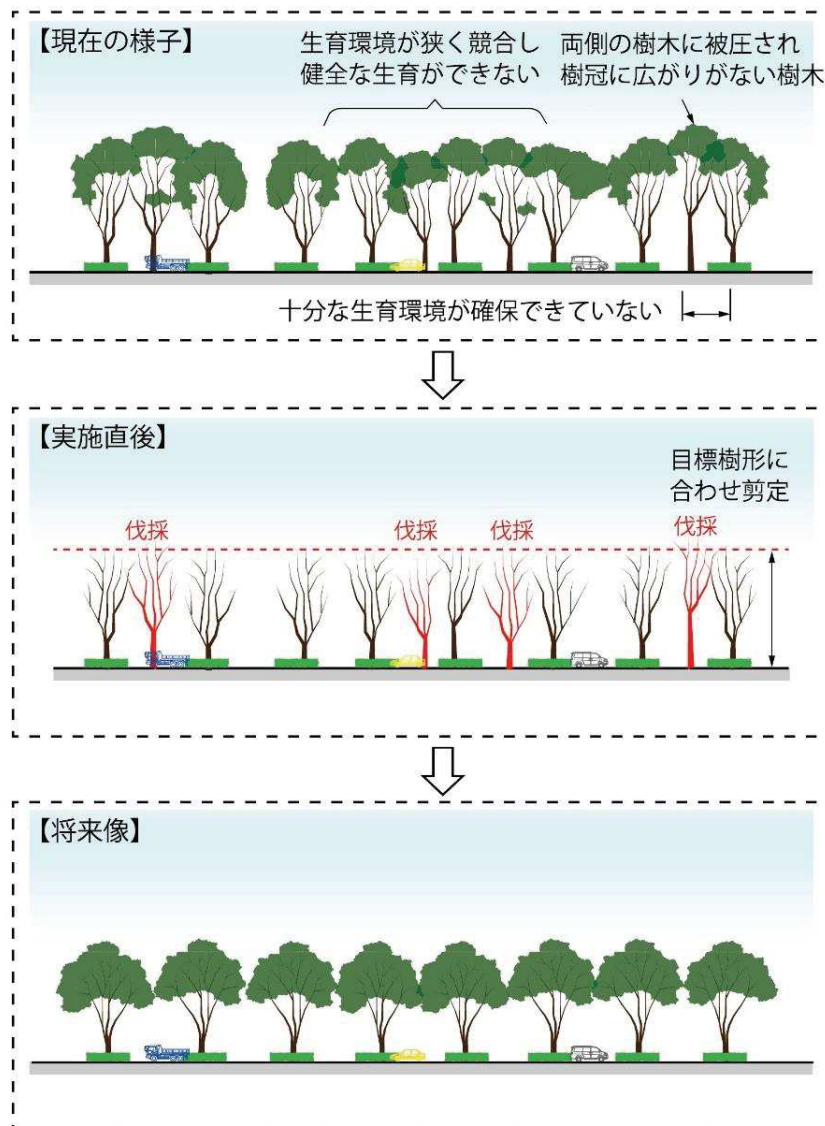 【現在の様子】
生育環境が狭く競合し
健全な生育ができない
両側の樹木に被圧され
樹冠に広がりがない樹木
十分な生育環境が確保できていない
【実施直後】
目標樹形に
合わせ剪定
伐採
伐採
伐採
伐採
【将来像】